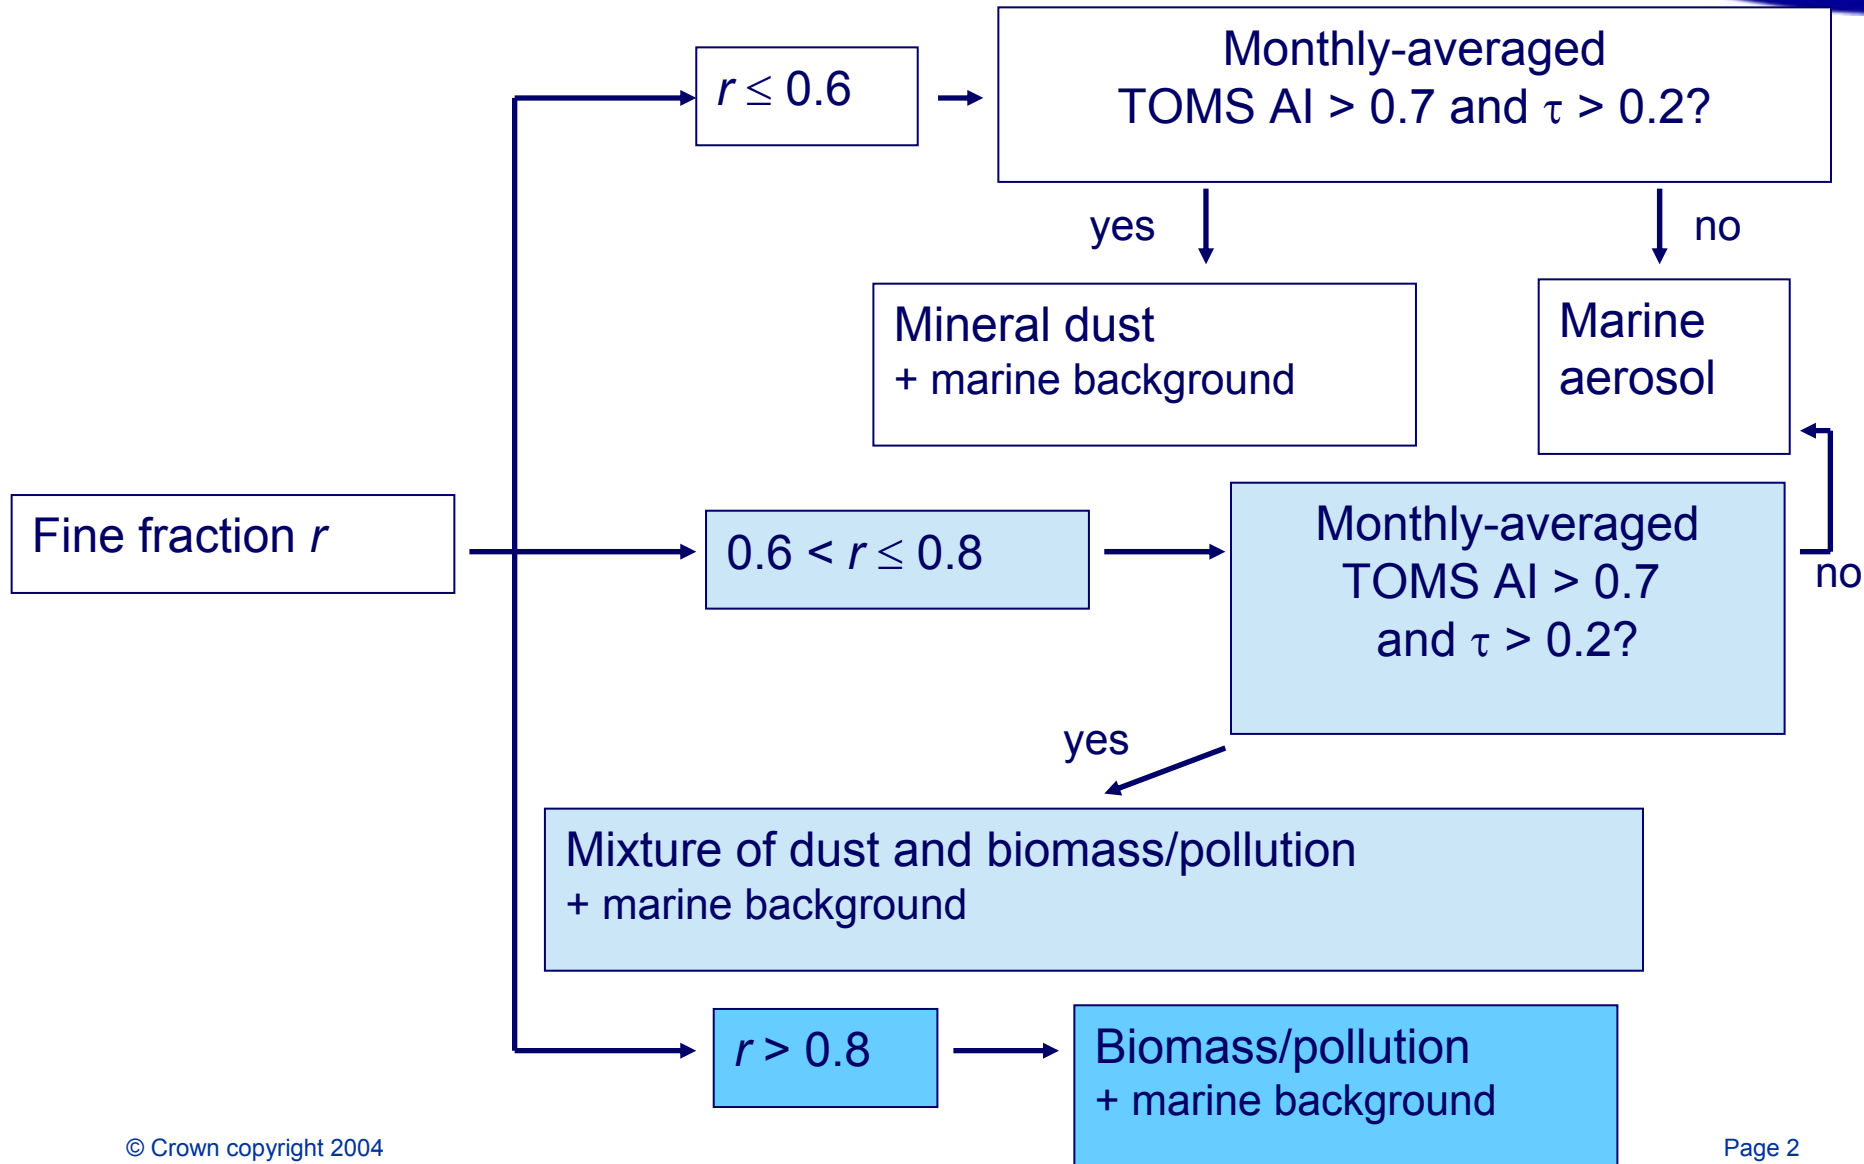 r ≤ 0.6
Monthly-averaged
TOMS AI > 0.7 and τ > 0.2?
yes
no
Mineral dust
+ marine background
Marine
aerosol
Fine fraction r
0.6 < r ≤ 0.8
Monthly-averaged
TOMS AI > 0.7
and τ > 0.2?
no
yes
Mixture of dust and biomass/pollution
+ marine background
r > 0.8
Biomass/pollution
+ marine background
© Crown copyright 2004
Page 2